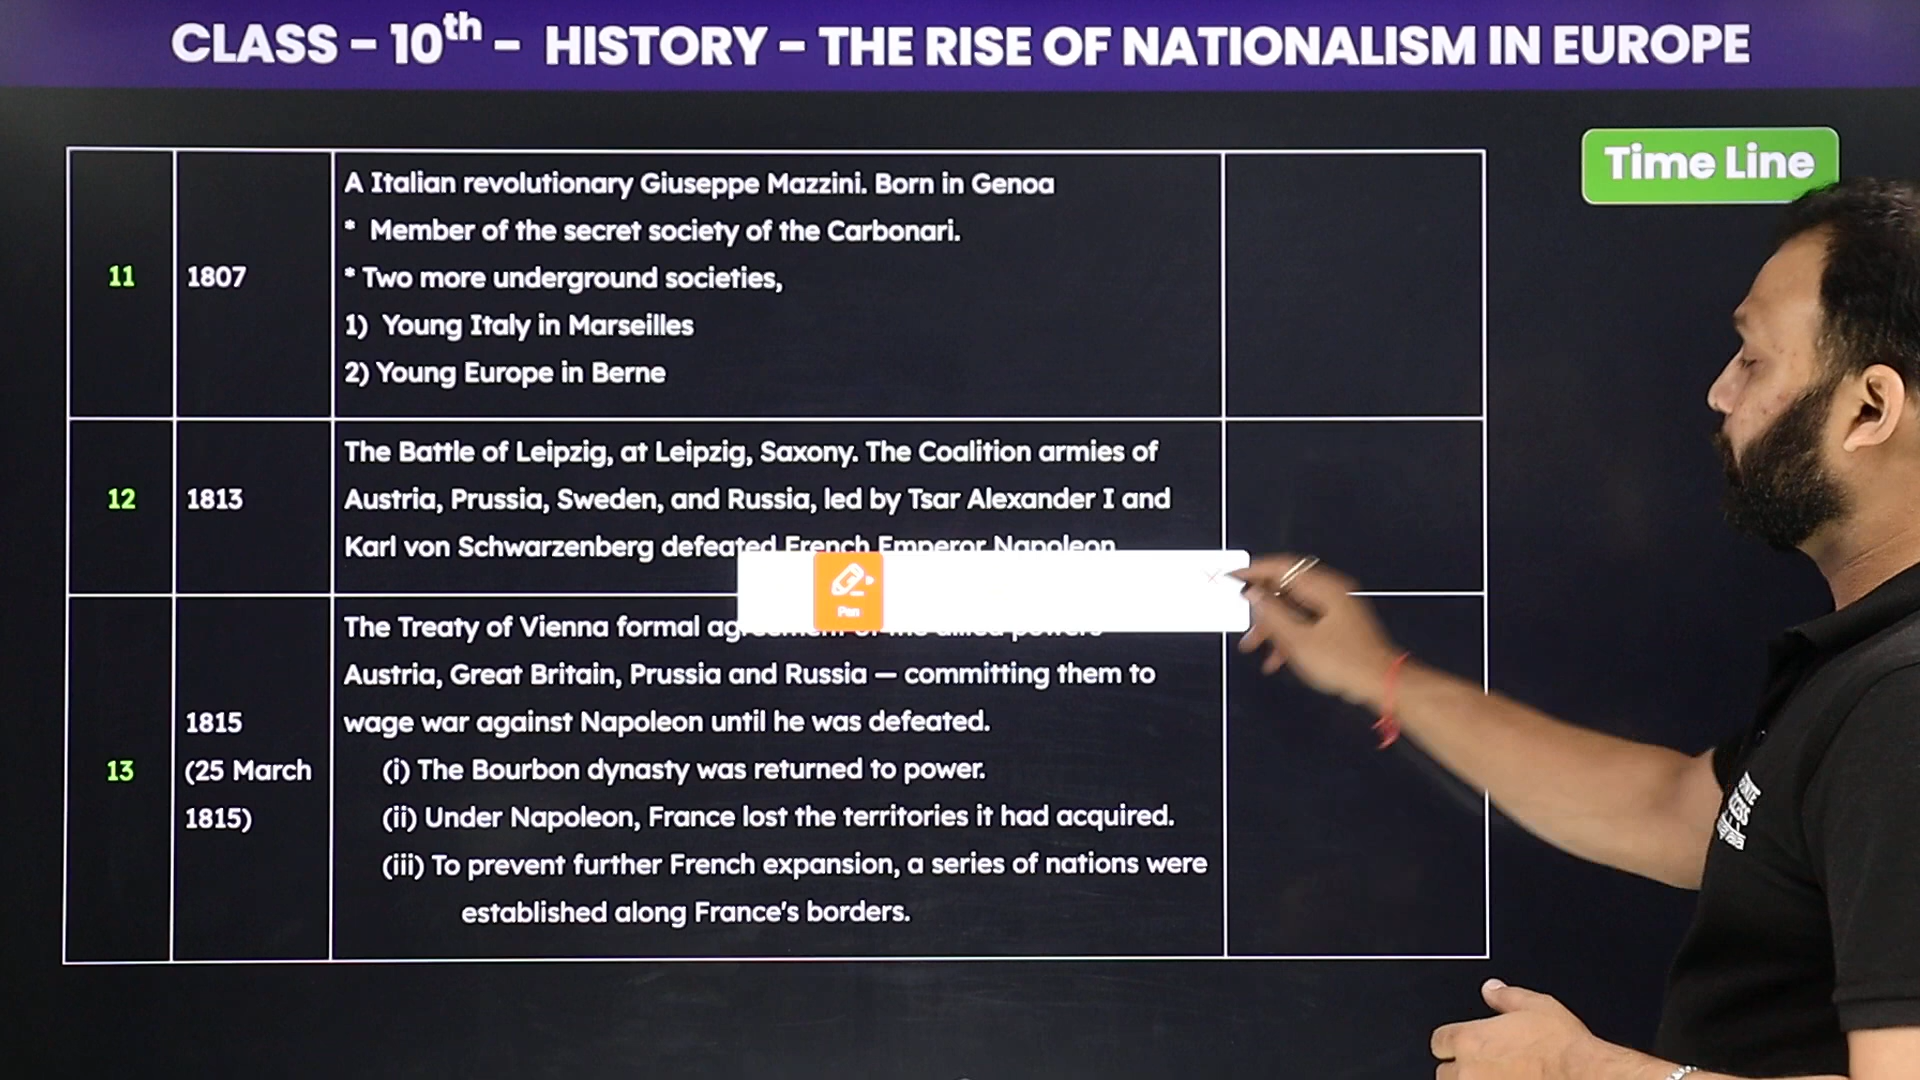 CLASS – 10th – HISTORY – THE RISE OF NATIONALISM IN EUROPE
Time Line
11
1807
A Italian revolutionary Giuseppe Mazzini. Born in Genoa
* Member of the secret society of the Carbonari.
* Two more underground societies,
1) Young Italy in Marseilles
2) Young Europe in Berne
12
1813
The Battle of Leipzig, at Leipzig, Saxony. The Coalition armies of
Austria, Prussia, Sweden, and Russia, led by Tsar Alexander I and
Karl von Schwarzenberg defeated French Emperor Napoleon
Pen
13
1815
(25 March
1815)
The Treaty of Vienna formal agreement of the allied powers
Austria, Great Britain, Prussia and Russia — committing them to
wage war against Napoleon until he was defeated.
(i) The Bourbon dynasty was returned to power.
(ii) Under Napoleon, France lost the territories it had acquired.
(iii) To prevent further French expansion, a series of nations were
established along France's borders.